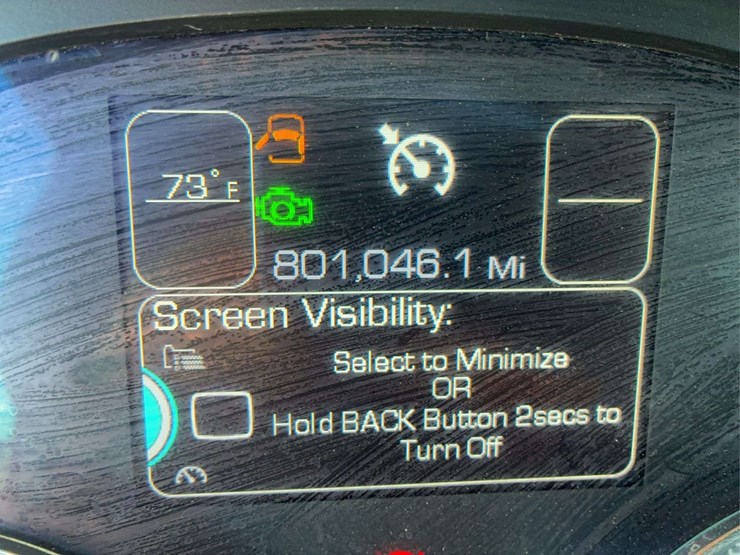 73° F
801,046.1 Mi
Screen Visibility:
Select to Minimize
OR
Hold BACK Button 2secs to
Turn Off